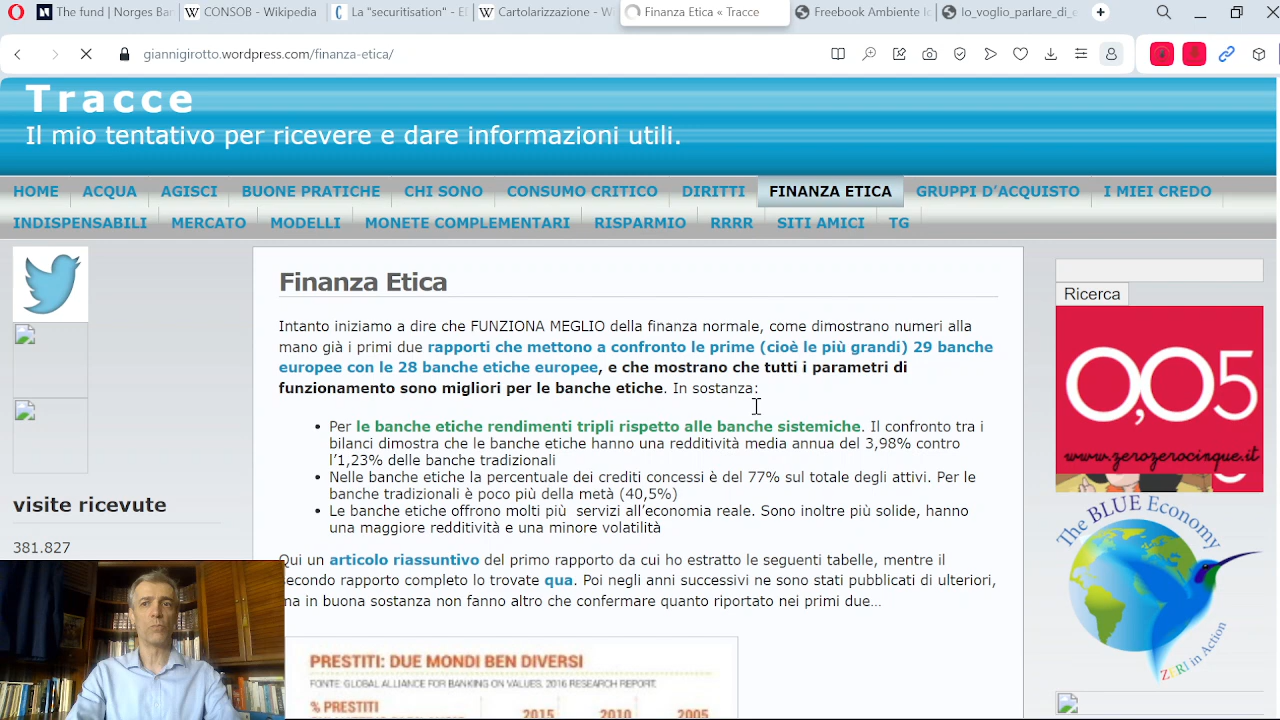 The fund | Norges Ban
CONSOB - Wikipedia
La "securitisation" - Ef
Cartolarizzazione - Wi
Finanza Etica « Tracce
Freebook Ambiente Id
Io_voglio_parlare_di_e
giannigirotto.wordpress.com/finanza-etica/
Tracce
Il mio tentativo per ricevere e dare informazioni utili.
HOME ACQUA AGISCI BUONE PRATICHE CHI SONO CONSUMO CRITICO DIRITTI FINANZA ETICA GRUPPI D'ACQUISTO I MIEI CREDO
INDISPENSABILI MERCATO MODELLI MONETE COMPLEMENTARI RISPARMIO RRRR SITI AMICI TG
visite ricevute
381.827
Finanza Etica
Intanto iniziamo a dire che FUNZIONA MEGLIO della finanza normale, come dimostrano numeri alla
mano già i primi due rapporti che mettono a confronto le prime (cioè le più grandi) 29 banche
europee con le 28 banche etiche europee, e che mostrano che tutti i parametri di
funzionamento sono migliori per le banche etiche. In sostanza:
• Per le banche etiche rendimenti tripli rispetto alle banche sistemiche. Il confronto tra i
bilanci dimostra che le banche etiche hanno una redditività media annua del 3,98% contro
l'1,23% delle banche tradizionali
• Nelle banche etiche la percentuale dei crediti concessi è del 77% sul totale degli attivi. Per le
banche tradizionali è poco più della metà (40,5%)
• Le banche etiche offrono molti più servizi all'economia reale. Sono inoltre più solide, hanno
una maggiore redditività e una minore volatilità
Qui un articolo riassuntivo del primo rapporto da cui ho estratto le seguenti tabelle, mentre il
secondo rapporto completo lo trovate qua. Poi negli anni successivi ne sono stati pubblicati di ulteriori,
ma in buona sostanza non fanno altro che confermare quanto riportato nei primi due…
PRESTITI: DUE MONDI BEN DIVERSI
FONTE: GLOBAL ALLIANCE FOR BANKING ON VALUES, 2016 RESEARCH REPORT.
% PRESTITI
2015 2010 2005
Ricerca
0,05
www.zerozerocinque.it
The BLUE Economy
ZERI in Action